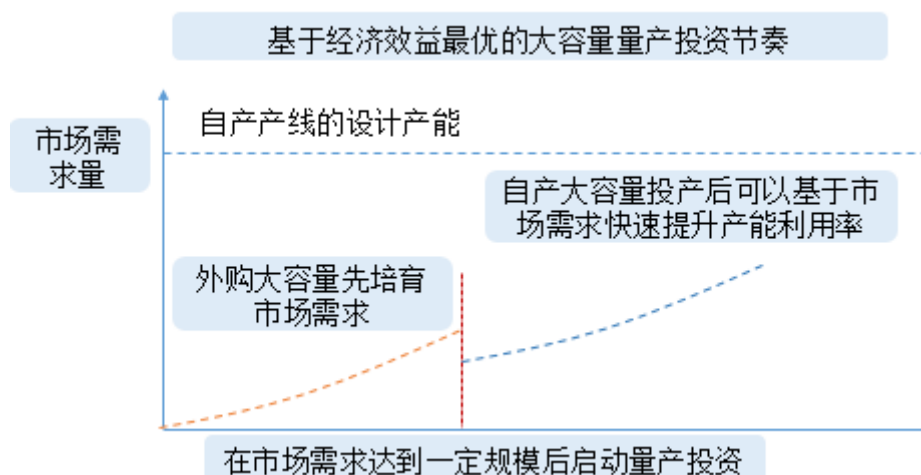 基于经济效益最优的大容量量产投资节奏
自产产线的设计产能
市场需
求量
自产大容量投产后可以基于市
场需求快速提升产能利用率
外购大容量先培育
市场需求
在市场需求达到一定规模后启动量产投资